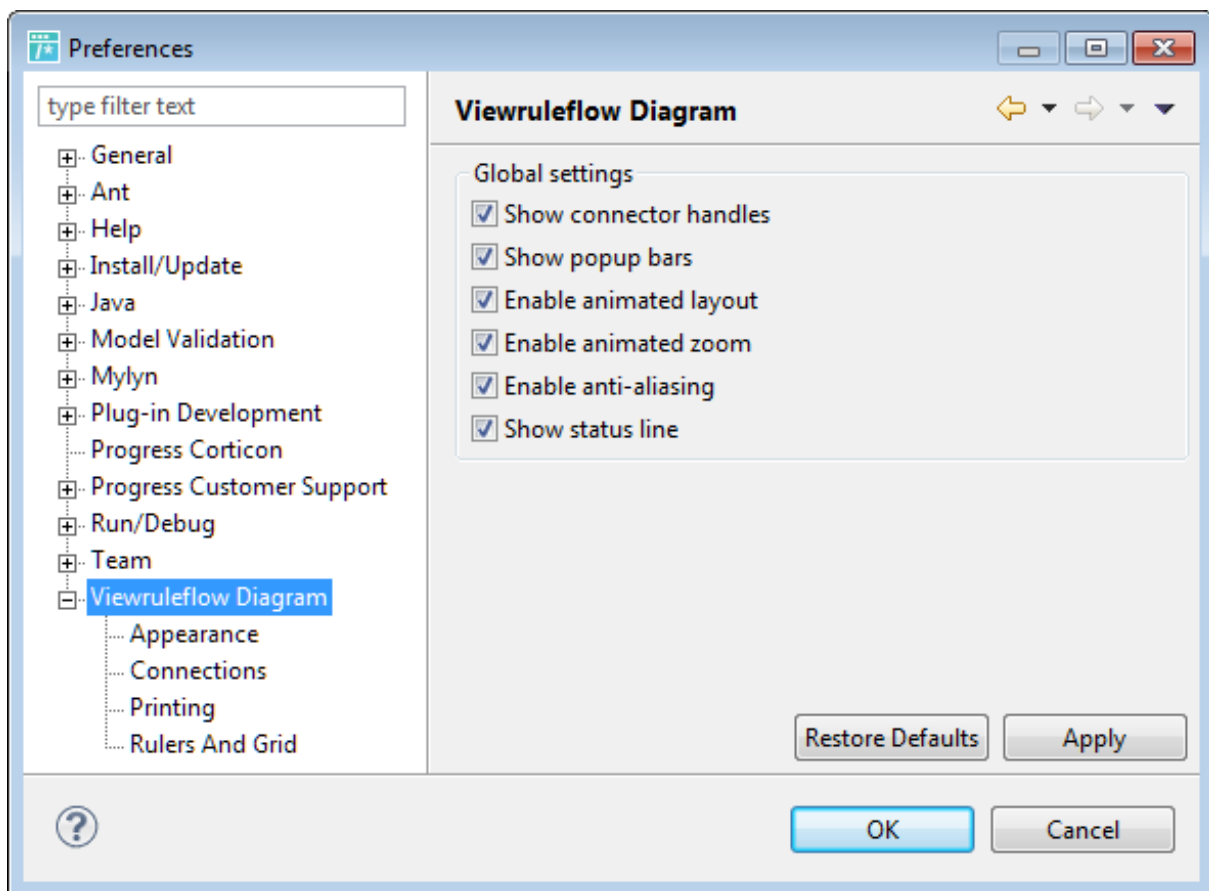 Preferences
type filter text
General
Ant
Help
Install/Update
Java
Model Validation
Mylyn
Plug-in Development
Progress Corticon
Progress Customer Support
Run/Debug
Team
Viewruleflow Diagram
Appearance
Connections
Printing
Rulers And Grid
Viewruleflow Diagram
Global settings
Show connector handles
Show popup bars
Enable animated layout
Enable animated zoom
Enable anti-aliasing
Show status line
Restore Defaults
Apply
OK
Cancel